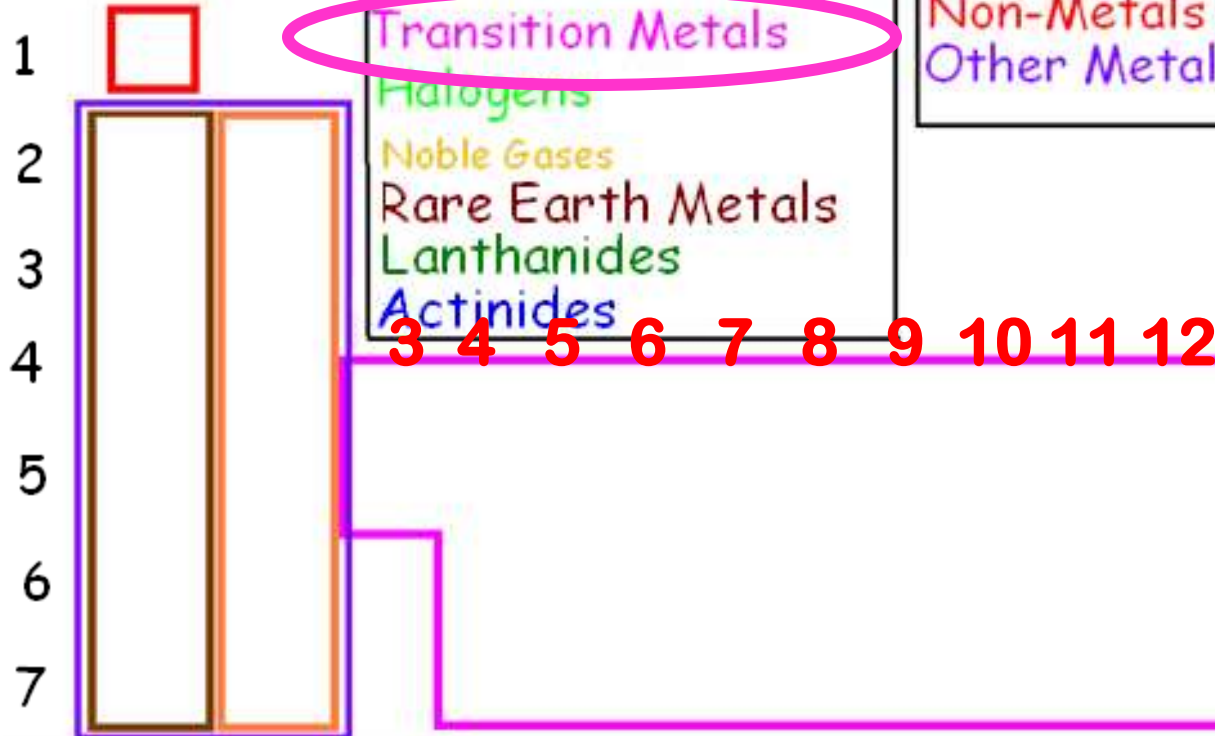 1
Transition Metals
Halogens
Non-Metals
Other Metal
2
Noble Gases
Rare Earth Metals
3
Lanthanides
Actinides
3 4 5 6 7 8 9 10 11 12
4
5
6
7